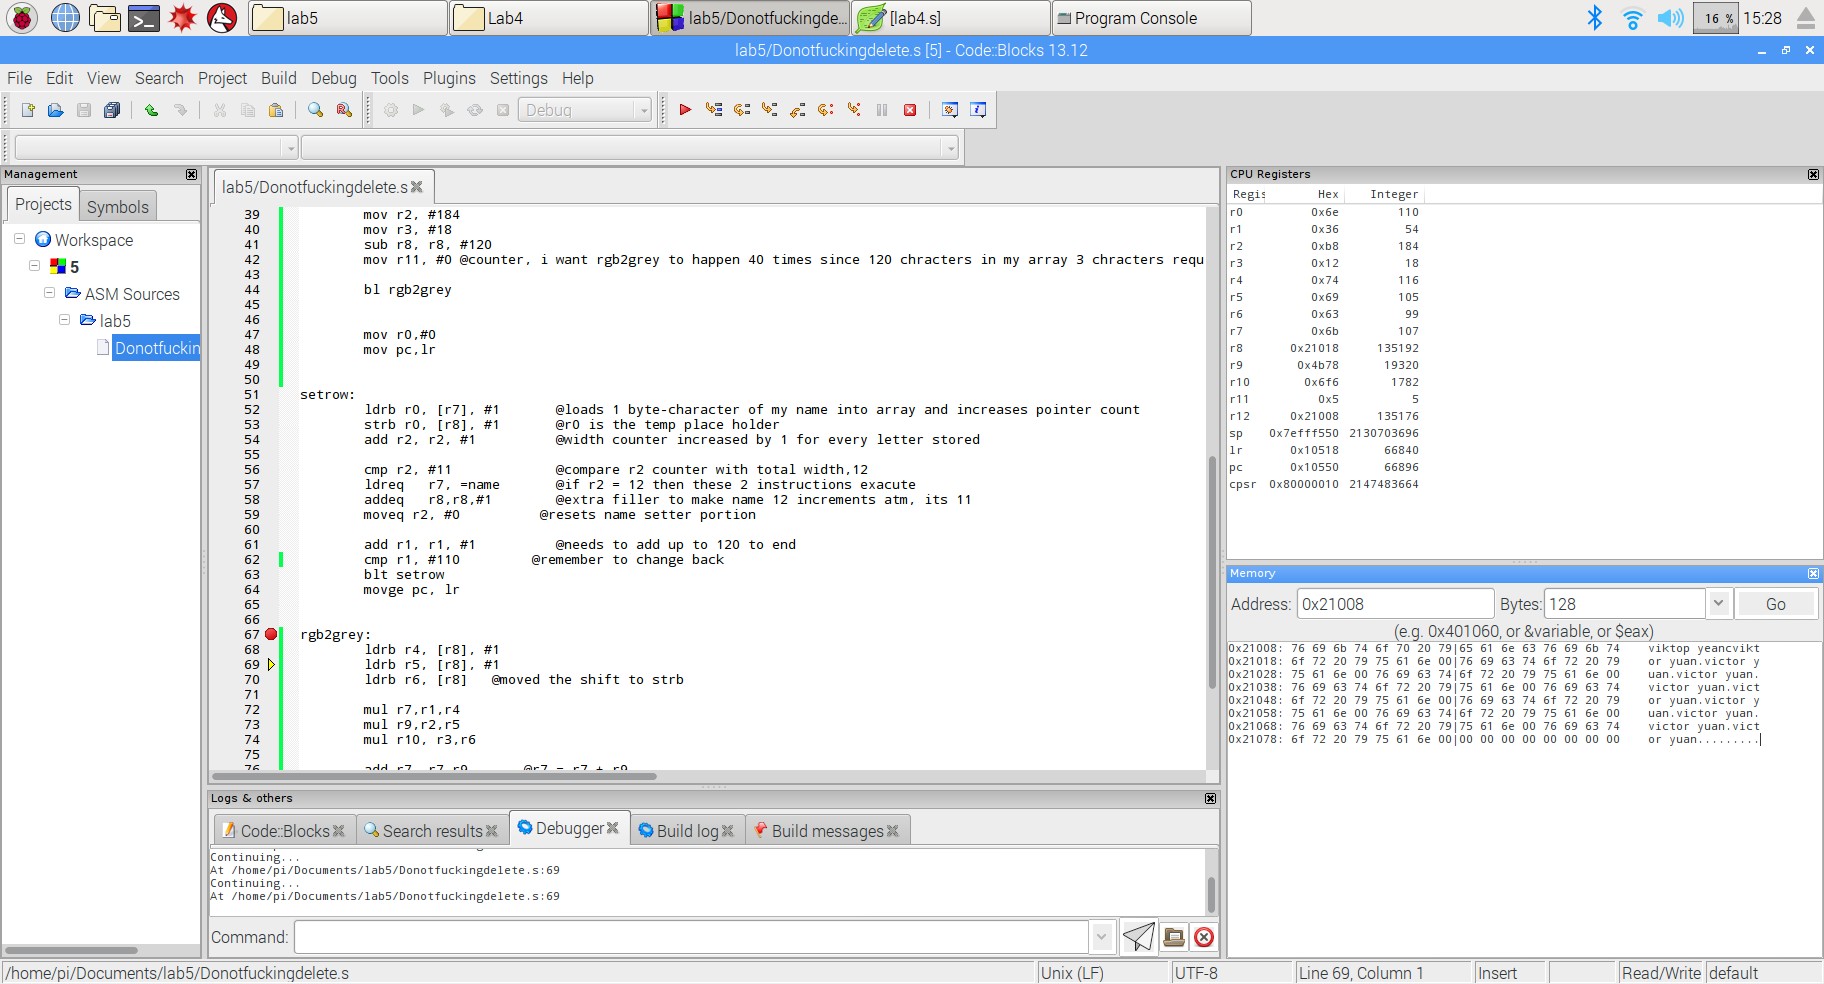 lab5
Lab4
lab5/Donotfuckingde...
[lab4.s]
Program Console
16 %
15:28
lab5/Donotfuckingdelete.s [5] - Code::Blocks 13.12
File Edit View Search Project Build Debug Tools Plugins Settings Help
Debug
Management
Projects
Symbols
Workspace
5
ASM Sources
lab5
Donotfuckin
lab5/Donotfuckingdelete.s
39 mov r2, #184
40 mov r3, #18
41 sub r8, r8, #120
42 mov r11, #0 @counter, i want rgb2grey to happen 40 times since 120 chracters in my array 3 chracters requ
43
44 bl rgb2grey
45
46
47 mov r0,#0
48 mov pc,lr
49
50
51 setrow:
52 ldrb r0, [r7], #1 @loads 1 byte-character of my name into array and increases pointer count
53 strb r0, [r8], #1 @r0 is the temp place holder
54 add r2, r2, #1 @width counter increased by 1 for every letter stored
55
56 cmp r2, #11 @compare r2 counter with total width,12
57 ldreq r7, =name @if r2 = 12 then these 2 instructions exacute
58 addeq r8,r8,#1 @extra filler to make name 12 increments atm, its 11
59 moveq r2, #0 @resets name setter portion
60
61 add r1, r1, #1 @needs to add up to 120 to end
62 cmp r1, #110 @remember to change back
63 blt setrow
64 movge pc, lr
65
66
67 rgb2grey:
68 ldrb r4, [r8], #1
69 ldrb r5, [r8], #1
70 ldrb r6, [r8] @moved the shift to strb
71
72 mul r7,r1,r4
73 mul r9,r2,r5
74 mul r10, r3,r6
75
76 add r7, r7,r9 @r7 = r7 + r9
CPU Registers
Regis Hex Integer
r0 0x6e 110
r1 0x36 54
r2 0xb8 184
r3 0x12 18
r4 0x74 116
r5 0x69 105
r6 0x63 99
r7 0x6b 107
r8 0x21018 135192
r9 0x4b78 19320
r10 0x6f6 1782
r11 0x5 5
r12 0x21008 135176
sp 0x7efff550 2130703696
lr 0x10518 66840
pc 0x10550 66896
cpsr 0x80000010 2147483664
Memory
Address: 0x21008 Bytes: 128 Go
(e.g. 0x401060, or &variable, or $eax)
0x21008: 76 69 6b 74 6f 70 20 79|65 61 6e 63 76 69 6b 74 viktop yeancvikt
0x21018: 6f 72 20 79 75 61 6e 00|76 69 63 74 6f 72 20 79 or yuan.victor y
0x21028: 75 61 6e 00 76 69 63 74|6f 72 20 79 75 61 6e 00 uan.victor yuan.
0x21038: 76 69 63 74 6f 72 20 79|75 61 6e 00 76 69 63 74 victor yuan.vict
0x21048: 6f 72 20 79 75 61 6e 00|76 69 63 74 6f 72 20 79 or yuan.victor y
0x21058: 75 61 6e 00 76 69 63 74|6f 72 20 79 75 61 6e 00 uan.victor yuan.
0x21068: 76 69 63 74 6f 72 20 79|75 61 6e 00 76 69 63 74 victor yuan.vict
0x21078: 6f 72 20 79 75 61 6e 00|00 00 00 00 00 00 00 00 or yuan.........
Logs & others
Code::Blocks
Search results
Debugger
Build log
Build messages
Continuing...
At /home/pi/Documents/lab5/Donotfuckingdelete.s:69
Continuing...
At /home/pi/Documents/lab5/Donotfuckingdelete.s:69
Command:
/home/pi/Documents/lab5/Donotfuckingdelete.s
Unix (LF)
UTF-8
Line 69, Column 1
Insert
Read/Write
default